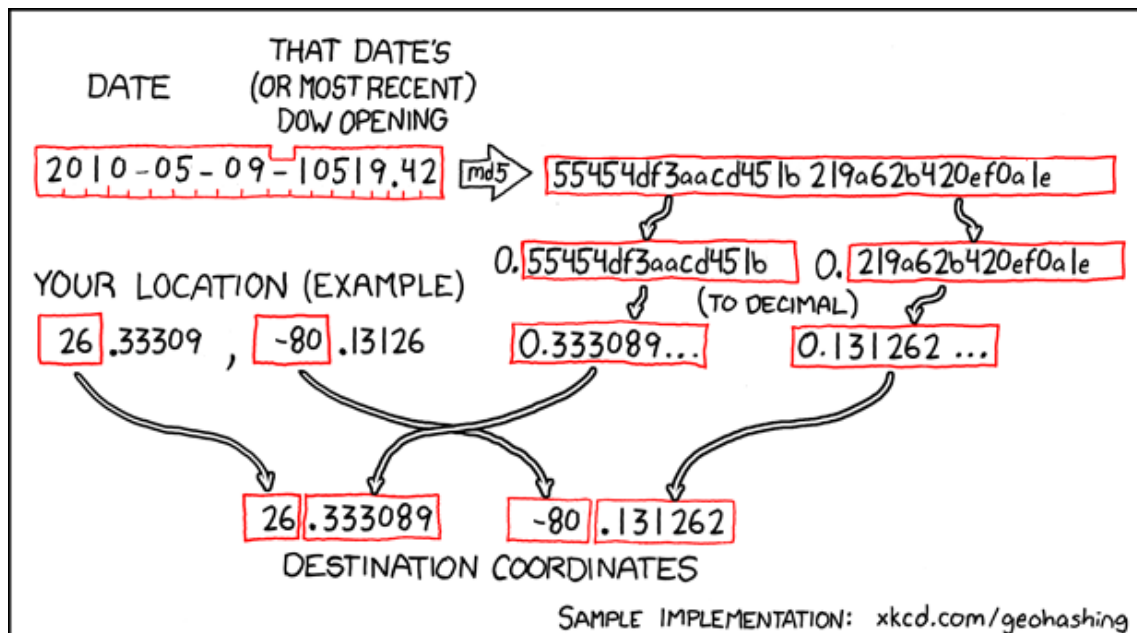 DATE
THAT DATE'S
(OR MOST RECENT)
DOW OPENING
2010-05-09-10519.42
md5
55454df3aacd451b219a62b420ef0a1e
0.55454df3aacd451b
0.219a62b420ef0a1e
(TO DECIMAL)
YOUR LOCATION (EXAMPLE)
26.33309, -80.13126
0.333089...
0.131262...
26.333089
-80.131262
DESTINATION COORDINATES
SAMPLE IMPLEMENTATION: xkcd.com/geohashing